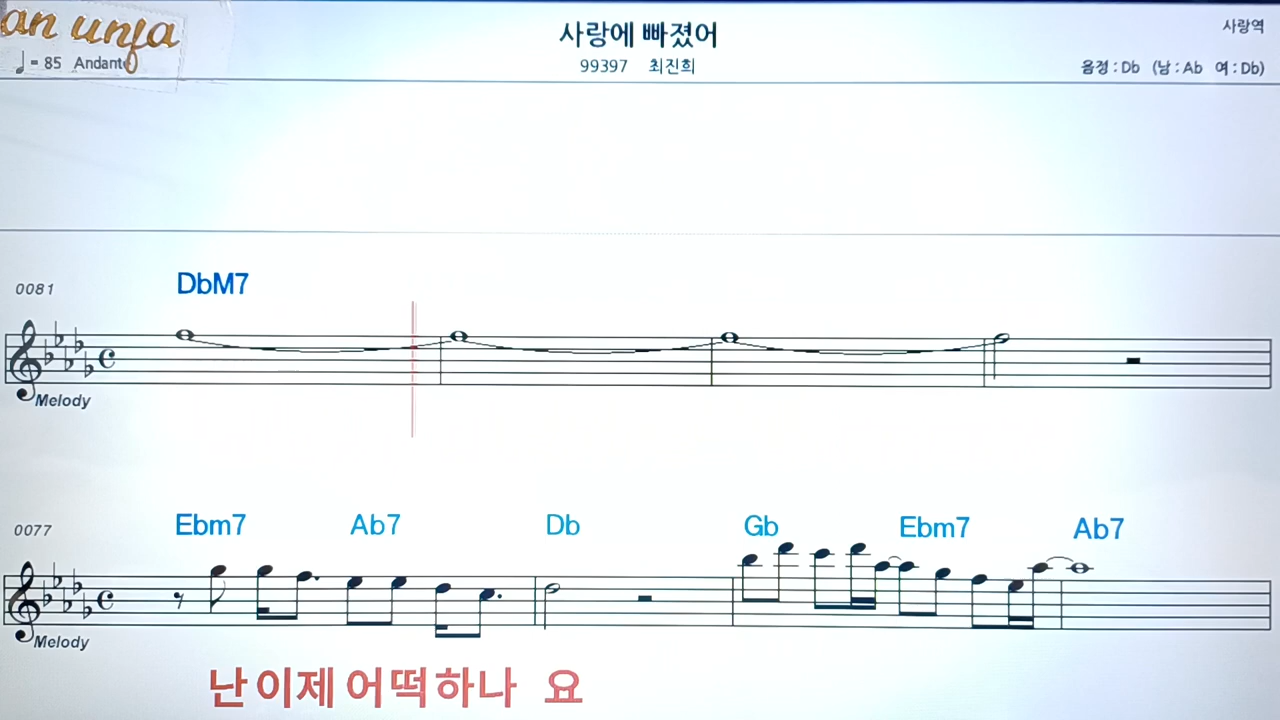 an unja
사랑에 빠졌어
사랑역
♩= 85 Andante
99397 최진희
음정 : Db (남 : Ab 여 : Db)
0081
DbM7
Melody
0077
Ebm7 Ab7 Db Gb Ebm7 Ab7
Melody
난 이제 어떡하나 요